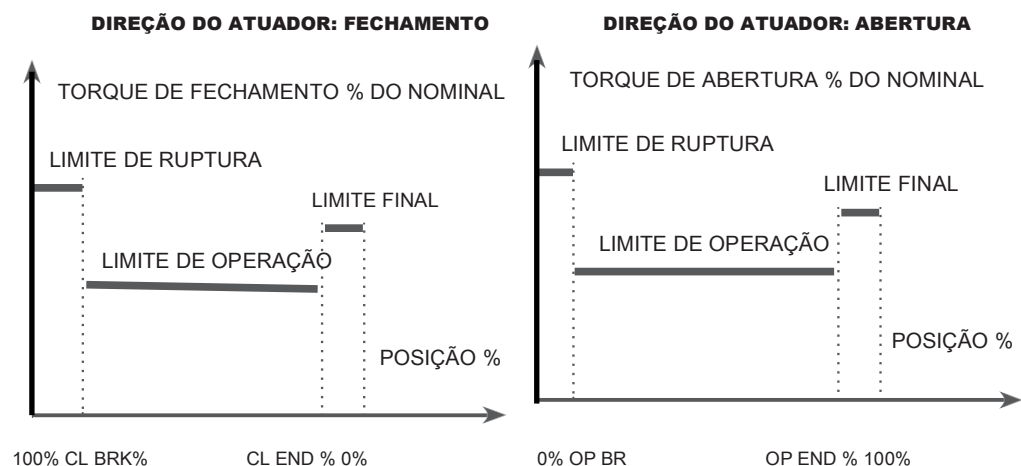 DIREÇÃO DO ATUADOR: FECHAMENTO
TORQUE DE FECHAMENTO % DO NOMINAL
LIMITE DE RUPTURA
LIMITE FINAL
LIMITE DE OPERAÇÃO
POSIÇÃO %
100% CL BRK%
CL END % 0%
DIREÇÃO DO ATUADOR: ABERTURA
TORQUE DE ABERTURA % DO NOMINAL
LIMITE DE RUPTURA
LIMITE FINAL
LIMITE DE OPERAÇÃO
POSIÇÃO %
0% OP BR
OP END % 100%